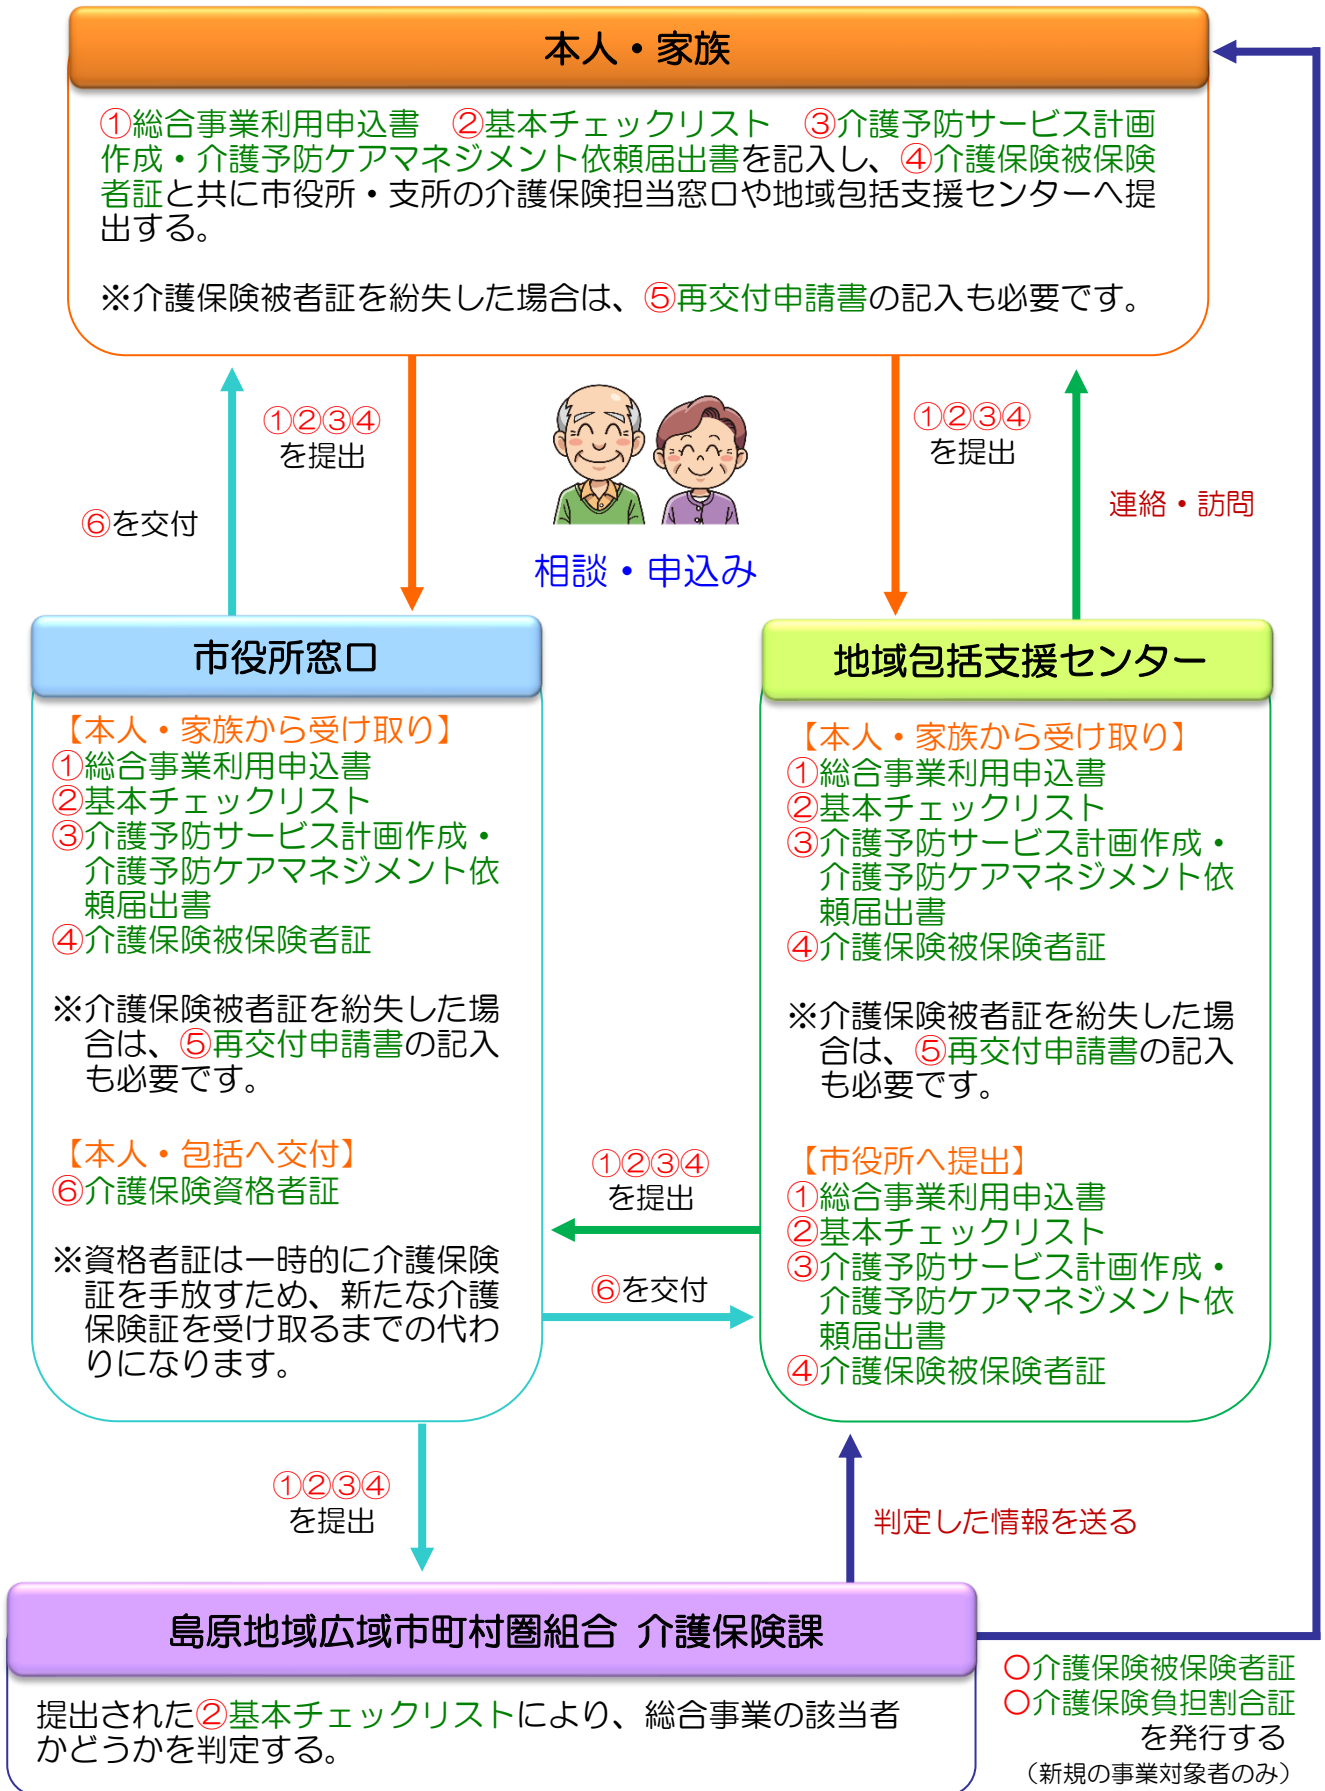 本人・家族
①総合事業利用申込書　②基本チェックリスト　③介護予防サービス計画
作成・介護予防ケアマネジメント依頼届出書を記入し、④介護保険被保険
者証と共に市役所・支所の介護保険担当窓口や地域包括支援センターへ提
出する。
※介護保険被者証を紛失した場合は、⑤再交付申請書の記入も必要です。
①②③④
を提出
⑥を交付
相談・申込み
①②③④
を提出
連絡・訪問
市役所窓口
【本人・家族から受け取り】
①総合事業利用申込書
②基本チェックリスト
③介護予防サービス計画作成・
介護予防ケアマネジメント依
頼届出書
④介護保険被保険者証
※介護保険被者証を紛失した場
合は、⑤再交付申請書の記入
も必要です。
【本人・包括へ交付】
⑥介護保険資格者証
※資格者証は一時的に介護保険
証を手放すため、新たな介護
保険証を受け取るまでの代わ
りになります。
①②③④
を提出
⑥を交付
地域包括支援センター
【本人・家族から受け取り】
①総合事業利用申込書
②基本チェックリスト
③介護予防サービス計画作成・
介護予防ケアマネジメント依
頼届出書
④介護保険被保険者証
※介護保険被者証を紛失した場
合は、⑤再交付申請書の記入
も必要です。
【市役所へ提出】
①総合事業利用申込書
②基本チェックリスト
③介護予防サービス計画作成・
介護予防ケアマネジメント依
頼届出書
④介護保険被保険者証
①②③④
を提出
判定した情報を送る
島原地域広域市町村圏組合 介護保険課
提出された②基本チェックリストにより、総合事業の該当者
かどうかを判定する。
○介護保険被保険者証
○介護保険負担割合証
を発行する
（新規の事業対象者のみ）